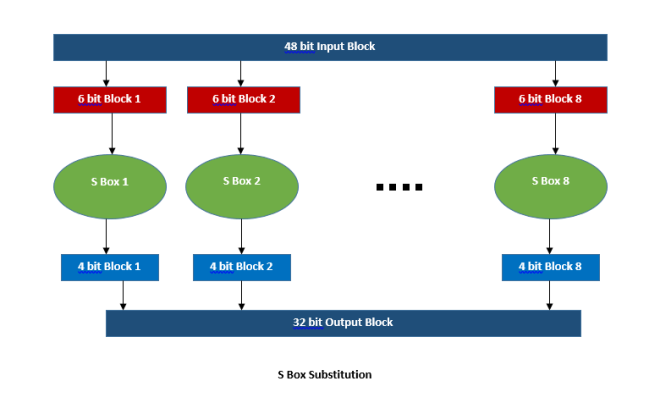 48 bit Input Block
6 bit Block 1
6 bit Block 2
6 bit Block 8
S Box 1
S Box 2
S Box 8
4 bit Block 1
4 bit Block 2
4 bit Block 8
32 bit Output Block
S Box Substitution